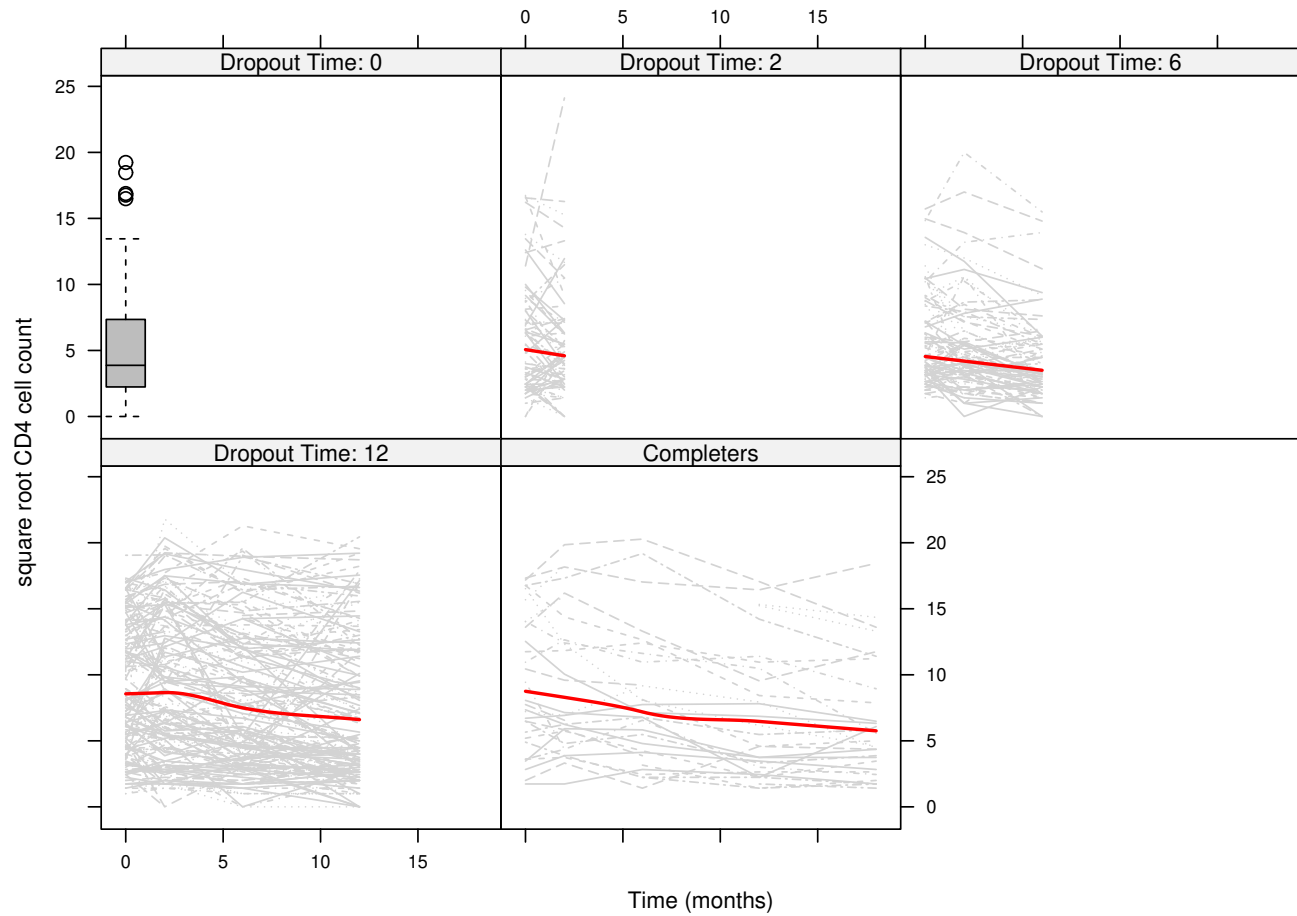 0 5 10 15
Dropout Time: 0 Dropout Time: 2 Dropout Time: 6
25
20
15
10
5
0
square root CD4 cell count
Dropout Time: 12 Completers
25
20
15
10
5
0
0 5 10 15
Time (months)